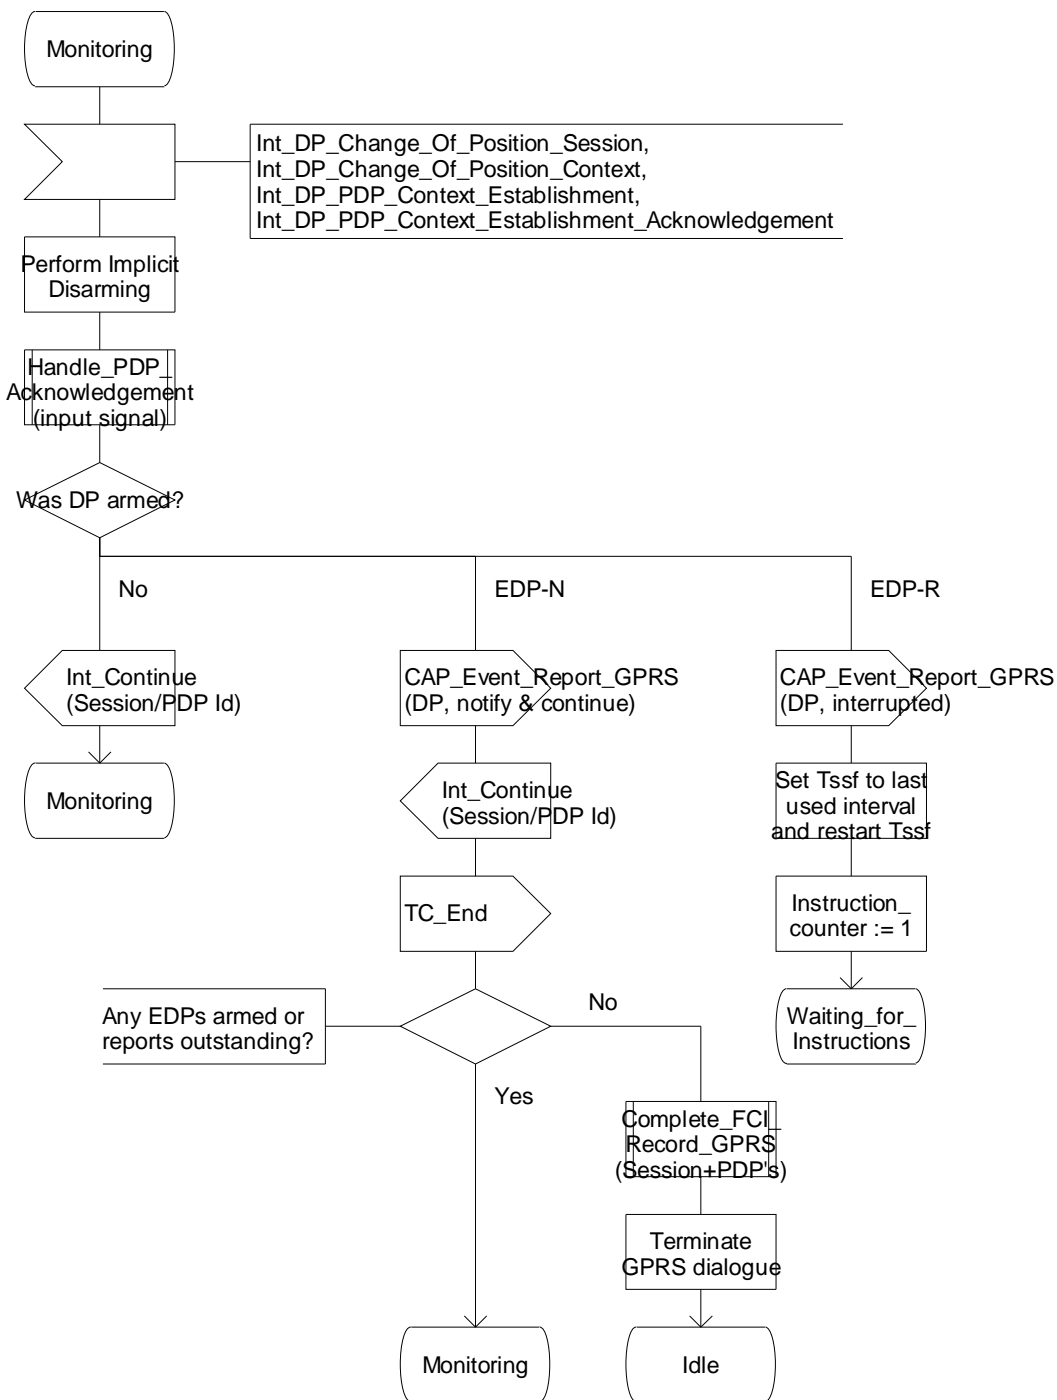 Monitoring
Int_DP_Change_Of_Position_Session,
Int_DP_Change_Of_Position_Context,
Int_DP_PDP_Context_Establishment,
Int_DP_PDP_Context_Establishment_Acknowledgement
Perform Implicit
Disarming
Handle_PDP_
Acknowledgement
(input signal)
Was DP armed?
No
EDP-N
EDP-R
Int_Continue
(Session/PDP Id)
CAP_Event_Report_GPRS
(DP, notify & continue)
CAP_Event_Report_GPRS
(DP, interrupted)
Monitoring
Int_Continue
(Session/PDP Id)
Set Tssf to last
used interval
and restart Tssf
TC_End
Instruction_
counter := 1
Any EDPs armed or
reports outstanding?
No
Waiting_for_
Instructions
Yes
Complete_FCI_
Record_GPRS
(Session+PDP's)
Terminate
GPRS dialogue
Monitoring
Idle